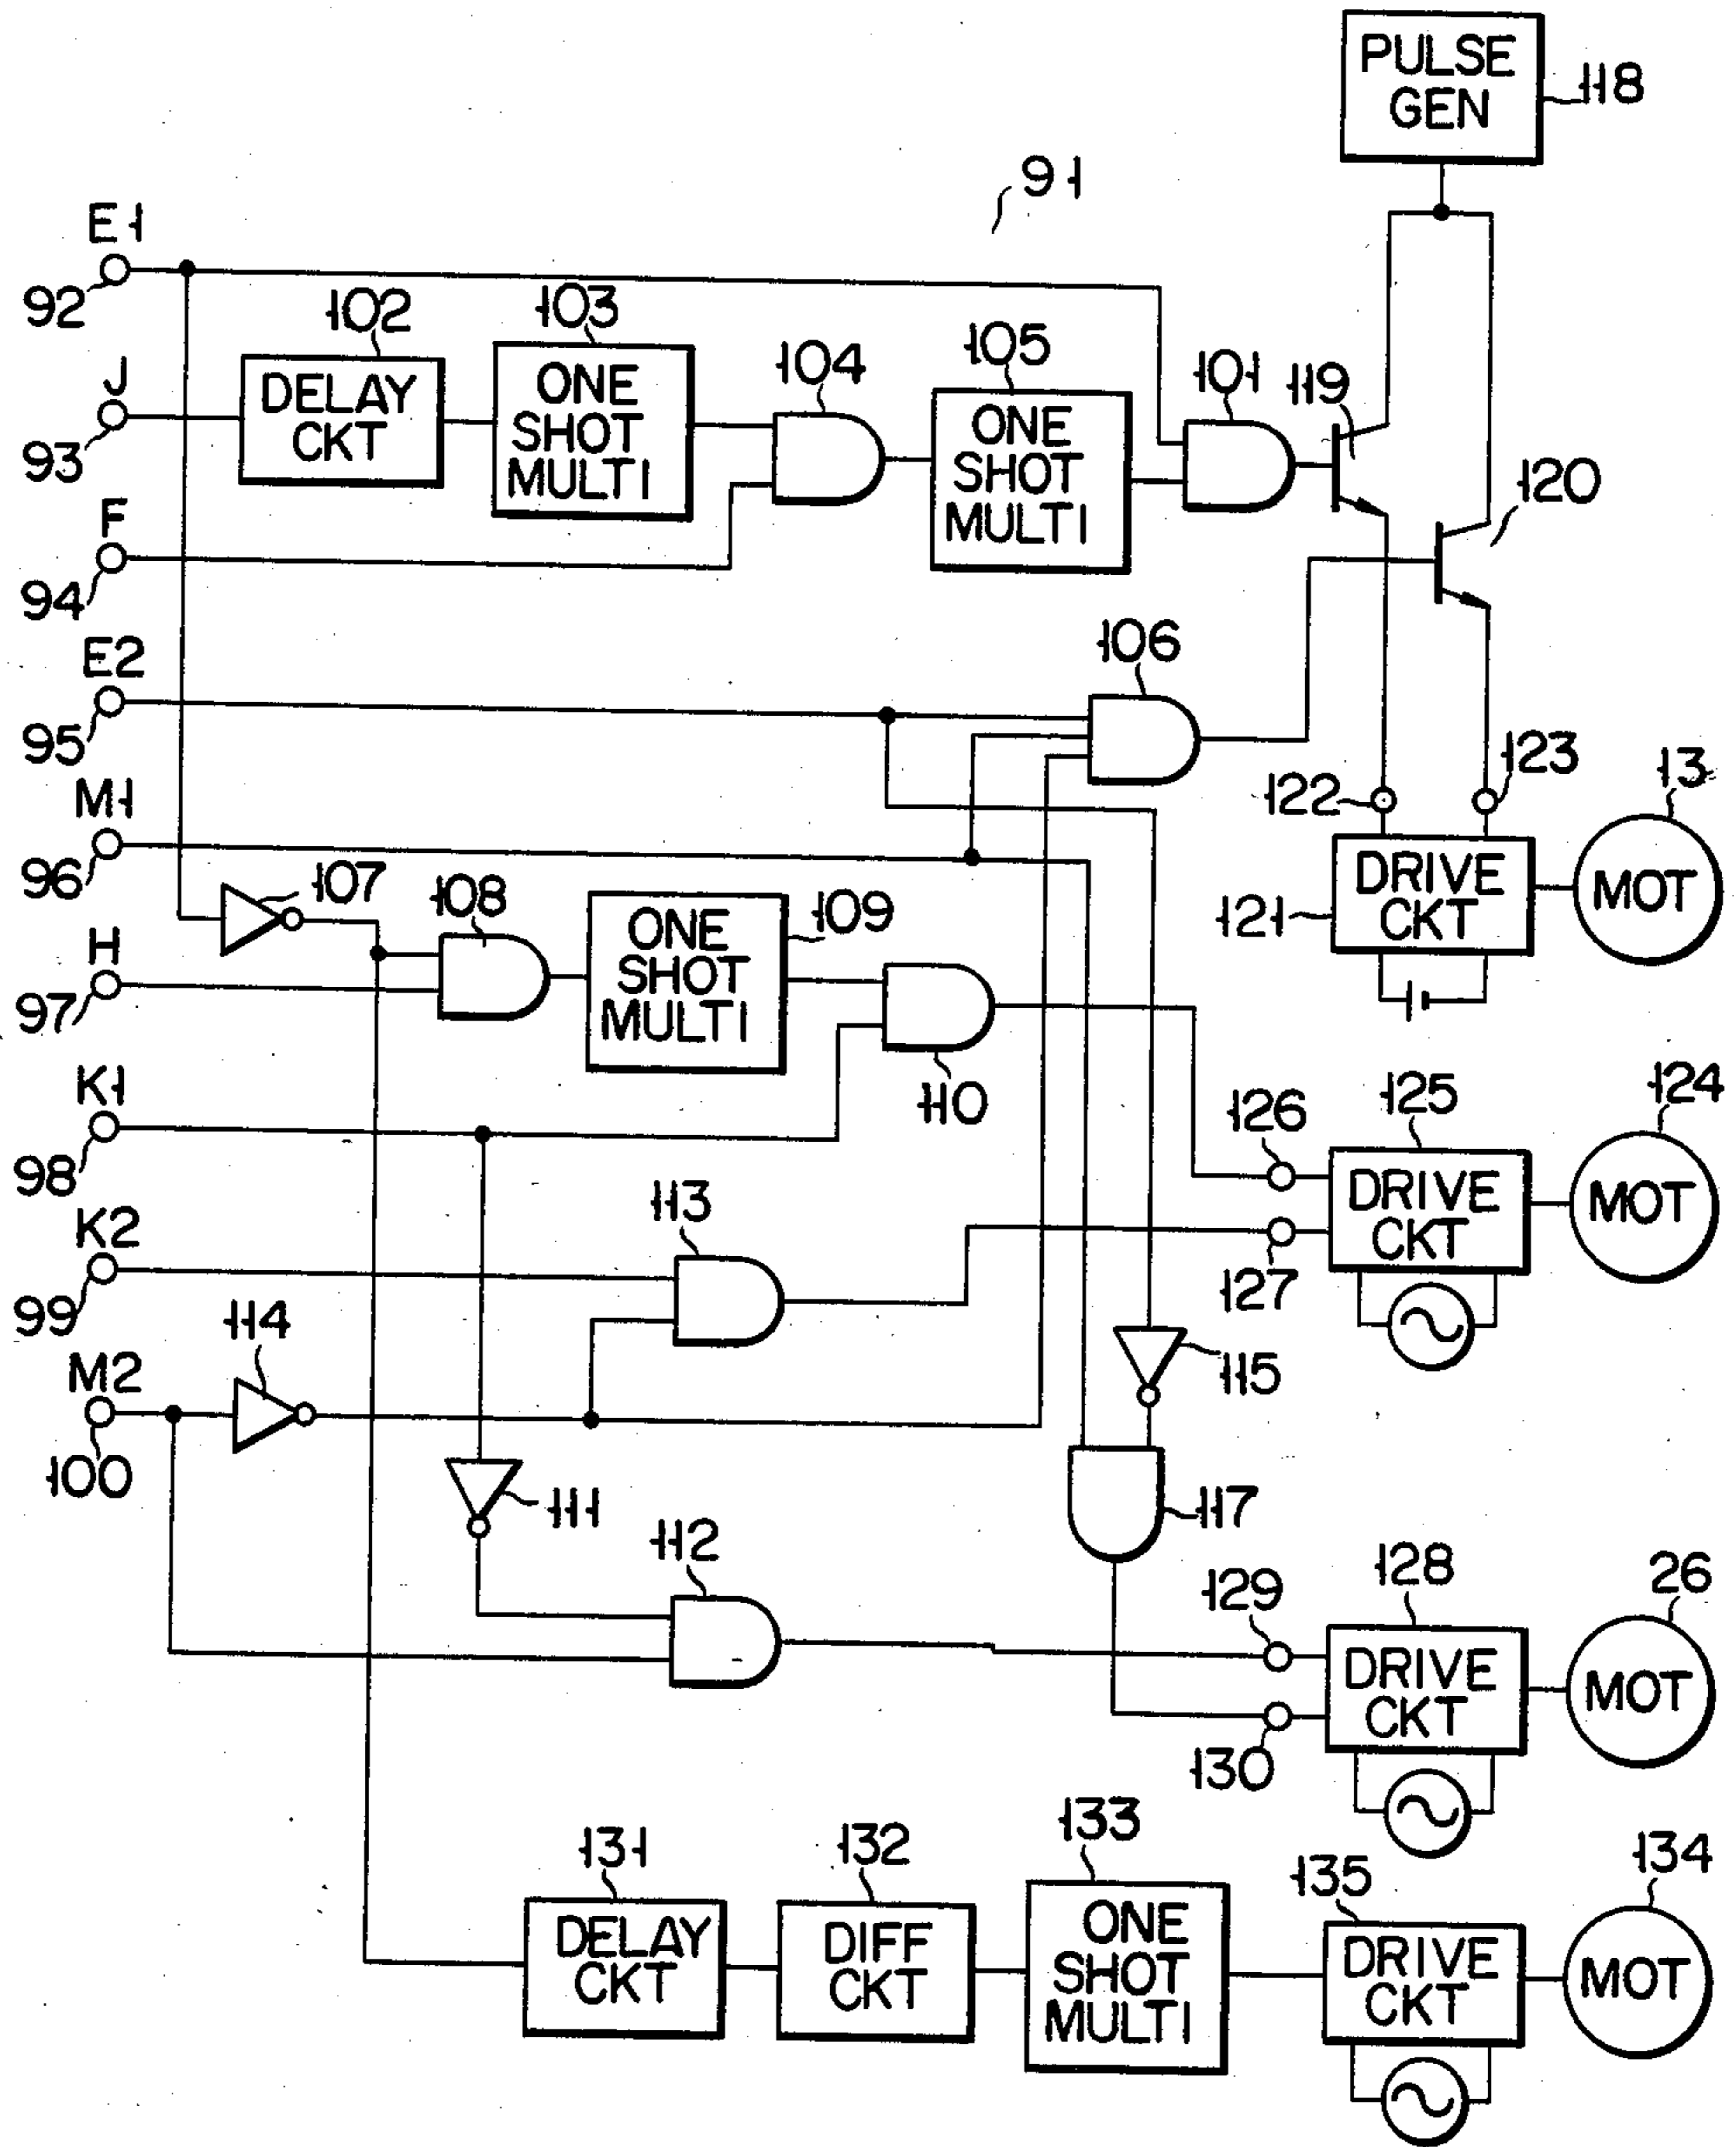 PULSE
GEN
118
91
E1
92
102
103
104
105
101
119
J
93
DELAY
CKT
ONE
SHOT
MULTI
ONE
SHOT
MULTI
120
F
94
106
E2
95
123
122
13
M1
96
107
108
109
ONE
SHOT
MULTI
DRIVE
CKT
121
MOT
H
97
110
K1
98
126
125
124
113
DRIVE
CKT
MOT
K2
99
127
114
115
M2
100
111
117
112
129
128
26
DRIVE
CKT
MOT
130
131
132
133
135
134
DELAY
CKT
DIFF
CKT
ONE
SHOT
MULTI
DRIVE
CKT
MOT